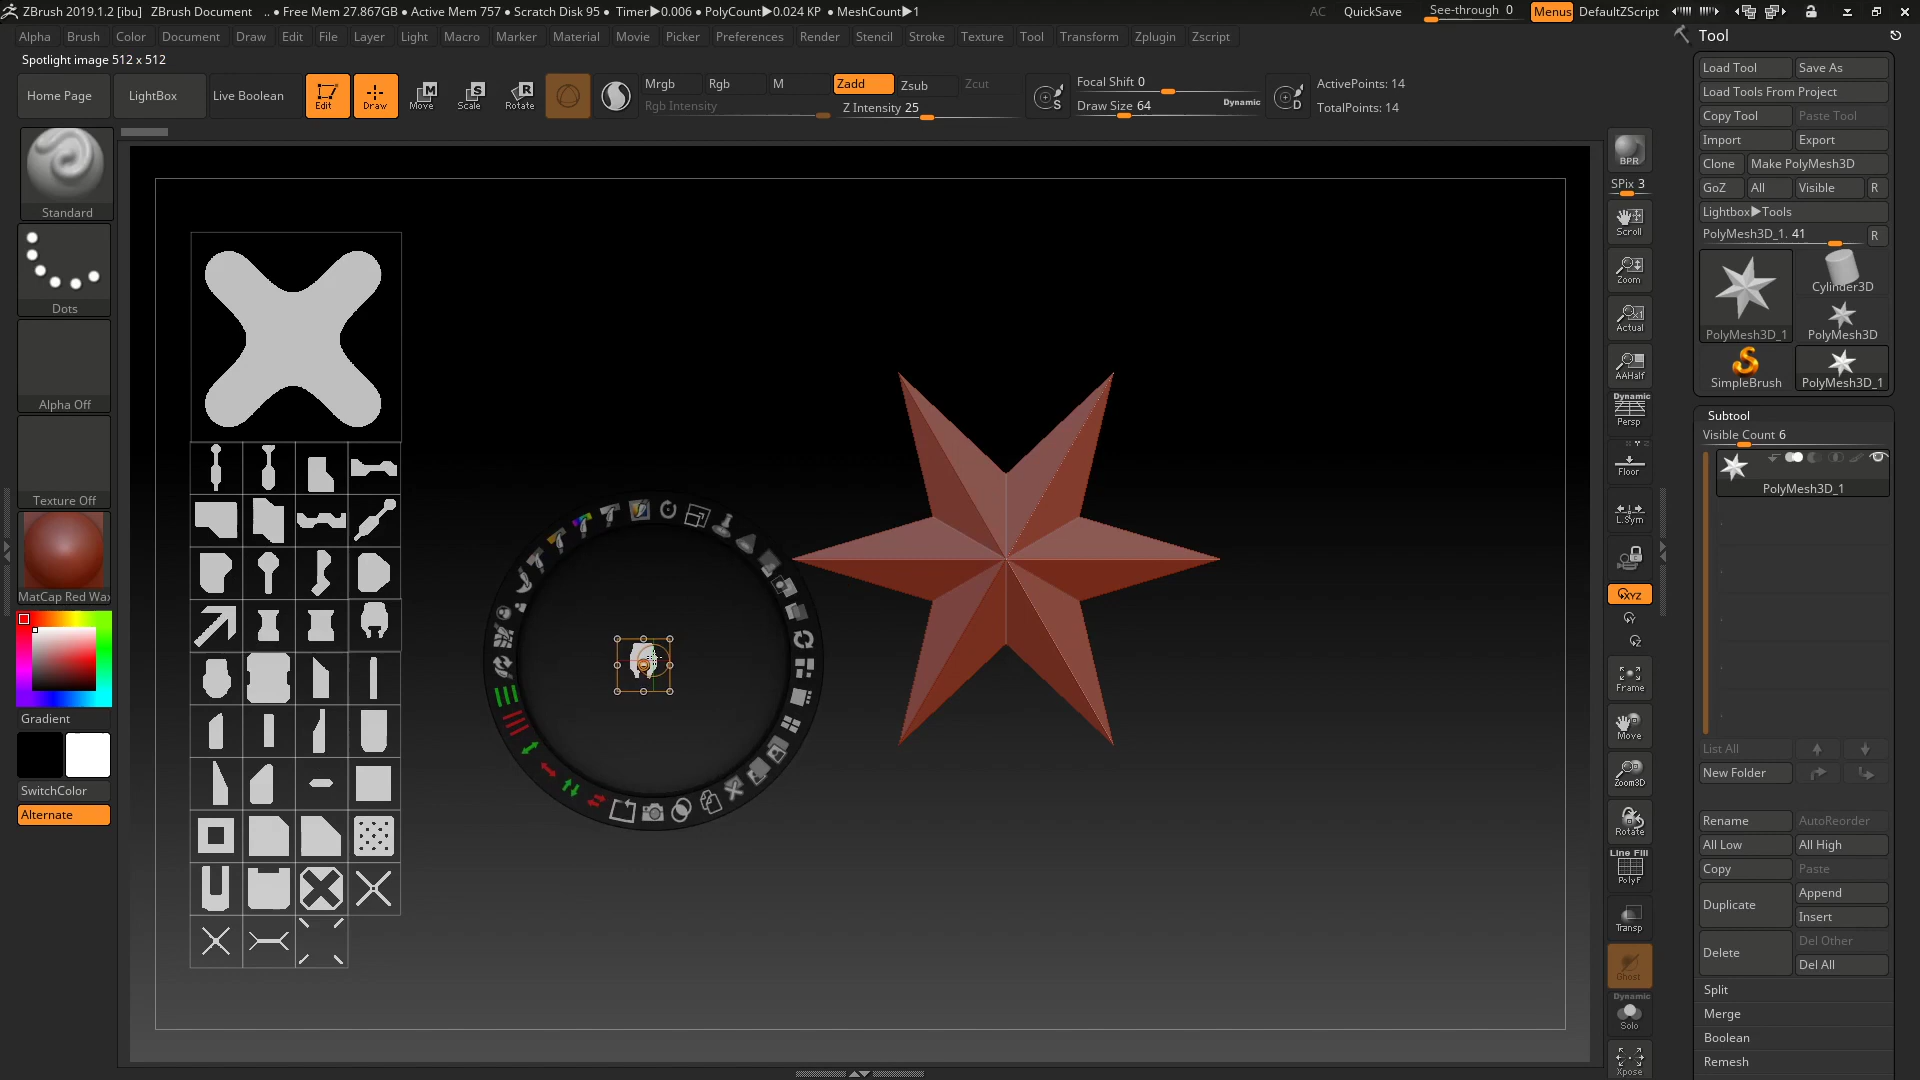 ZBrush 2019.1.2 [ibu] ZBrush Document .. • Free Mem 27.867GB • Active Mem 757 • Scratch Disk 95 • Timer▶0.006 • PolyCount▶0.024 KP • MeshCount▶1 AC QuickSave See-through 0 Menus DefaultZScript
Alpha Brush Color Document Draw Edit File Layer Light Macro Marker Material Movie Picker Preferences Render Stencil Stroke Texture Tool Transform Zplugin Zscript
Spotlight image 512 x 512
Home Page LightBox Live Boolean Edit Draw Move Scale Rotate
M S R
Mrgb Rgb M Zadd Zsub Zcut
Rgb Intensity Z Intensity 25
S
Focal Shift 0
Draw Size 64 Dynamic
D
ActivePoints: 14
TotalPoints: 14
Standard
Dots
Alpha Off
Texture Off
MatCap Red Wax
Gradient
SwitchColor
Alternate
BPR
SPix 3
Scroll
Zoom
Actual
AAHalf
Dynamic
Persp
Floor
L.Sym
XYZ
Frame
Move
Zoom3D
Rotate
Line Fill
PolyF
Transp
Ghost
Dynamic
Solo
Xpose
Tool
Load Tool Save As
Load Tools From Project
Copy Tool Paste Tool
Import Export
Clone Make PolyMesh3D
GoZ All Visible R
Lightbox▶Tools
PolyMesh3D_1. 41 R
PolyMesh3D_1 Cylinder3D
PolyMesh3D
SimpleBrush PolyMesh3D_1
Subtool
Visible Count 6
PolyMesh3D_1
List All
New Folder
Rename AutoReorder
All Low All High
Copy Paste
Duplicate Append
Insert
Delete Del Other
Del All
Split
Merge
Boolean
Remesh